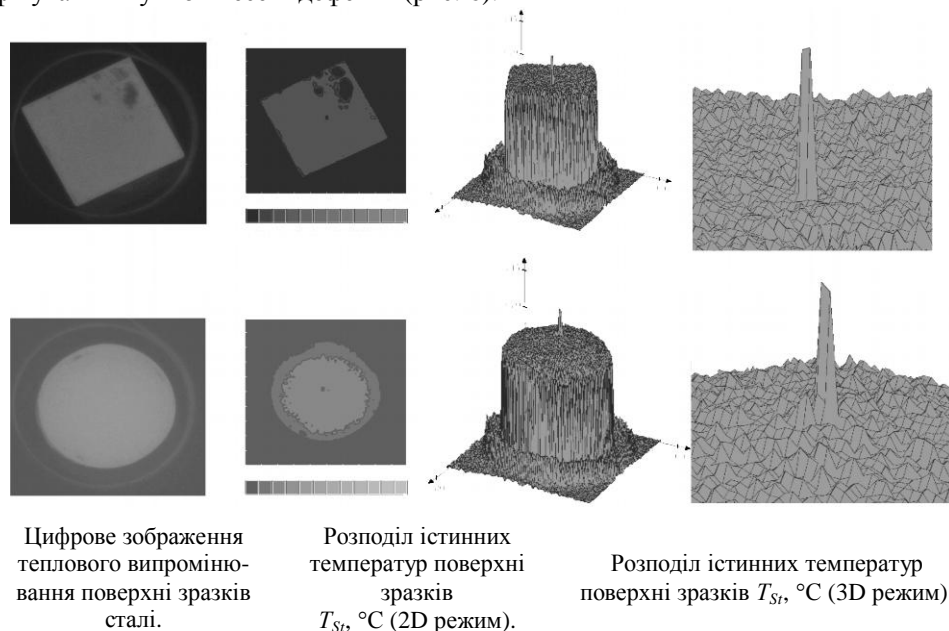 Цифрове зображення
теплового випроміню-
вання поверхні зразків
сталі.
Розподіл істинних
температур поверхні
зразків
T_St, °C (2D режим).
Розподіл істинних температур
поверхні зразків T_St, °C (3D режим)